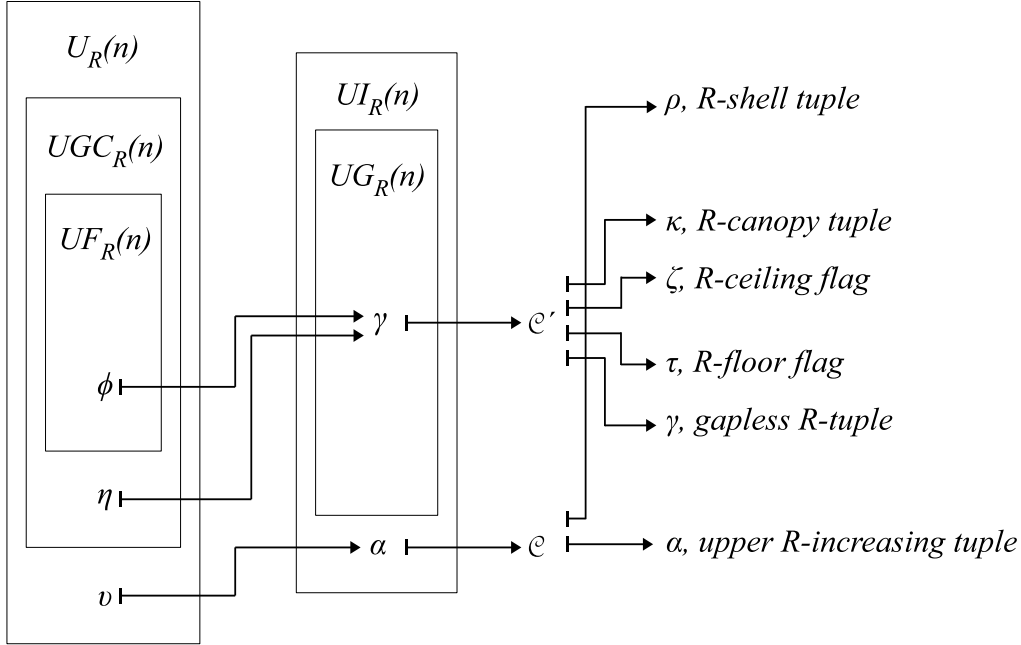 U_R(n)
UGC_R(n)
UF_R(n)
ϕ
η
υ
UI_R(n)
UG_R(n)
γ
α
𝒞′
𝒞
ρ, R-shell tuple
κ, R-canopy tuple
ζ, R-ceiling flag
τ, R-floor flag
γ, gapless R-tuple
α, upper R-increasing tuple